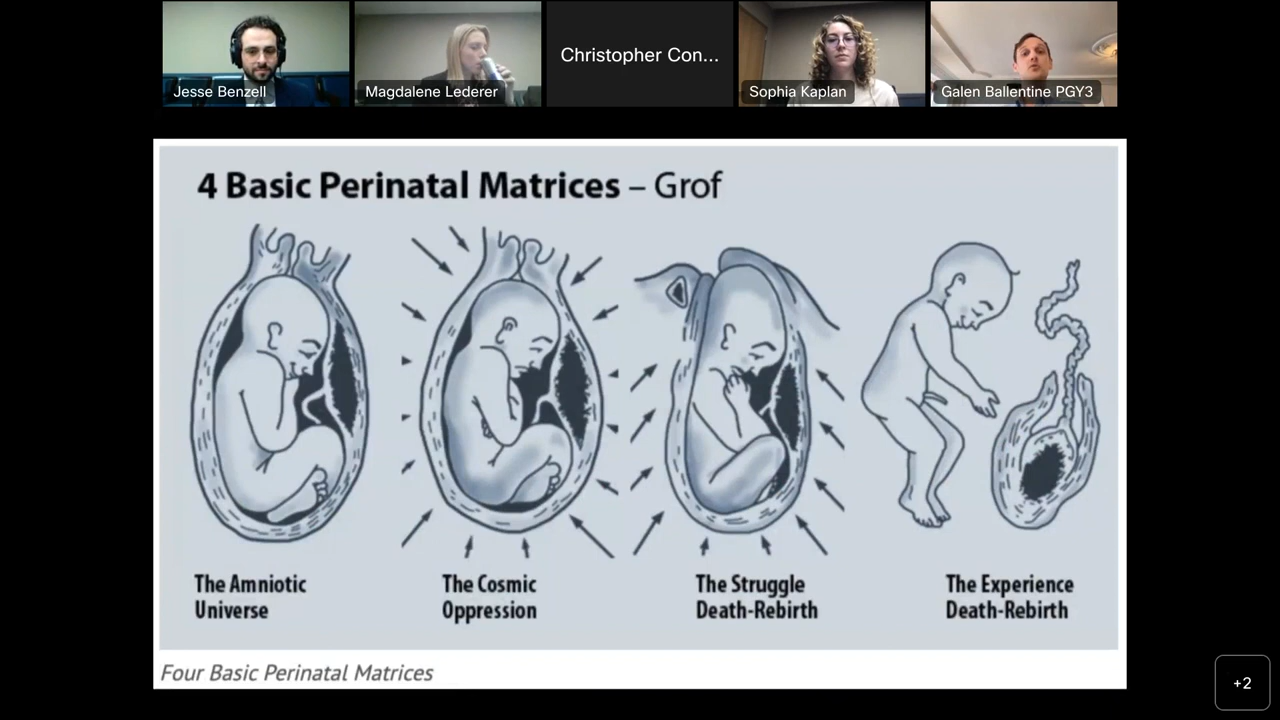 Jesse Benzell
Magdalene Lederer
Christopher Con...
Sophia Kaplan
Galen Ballentine PGY3
4 Basic Perinatal Matrices – Grof
The Amniotic
Universe
The Cosmic
Oppression
The Struggle
Death-Rebirth
The Experience
Death-Rebirth
Four Basic Perinatal Matrices
+2